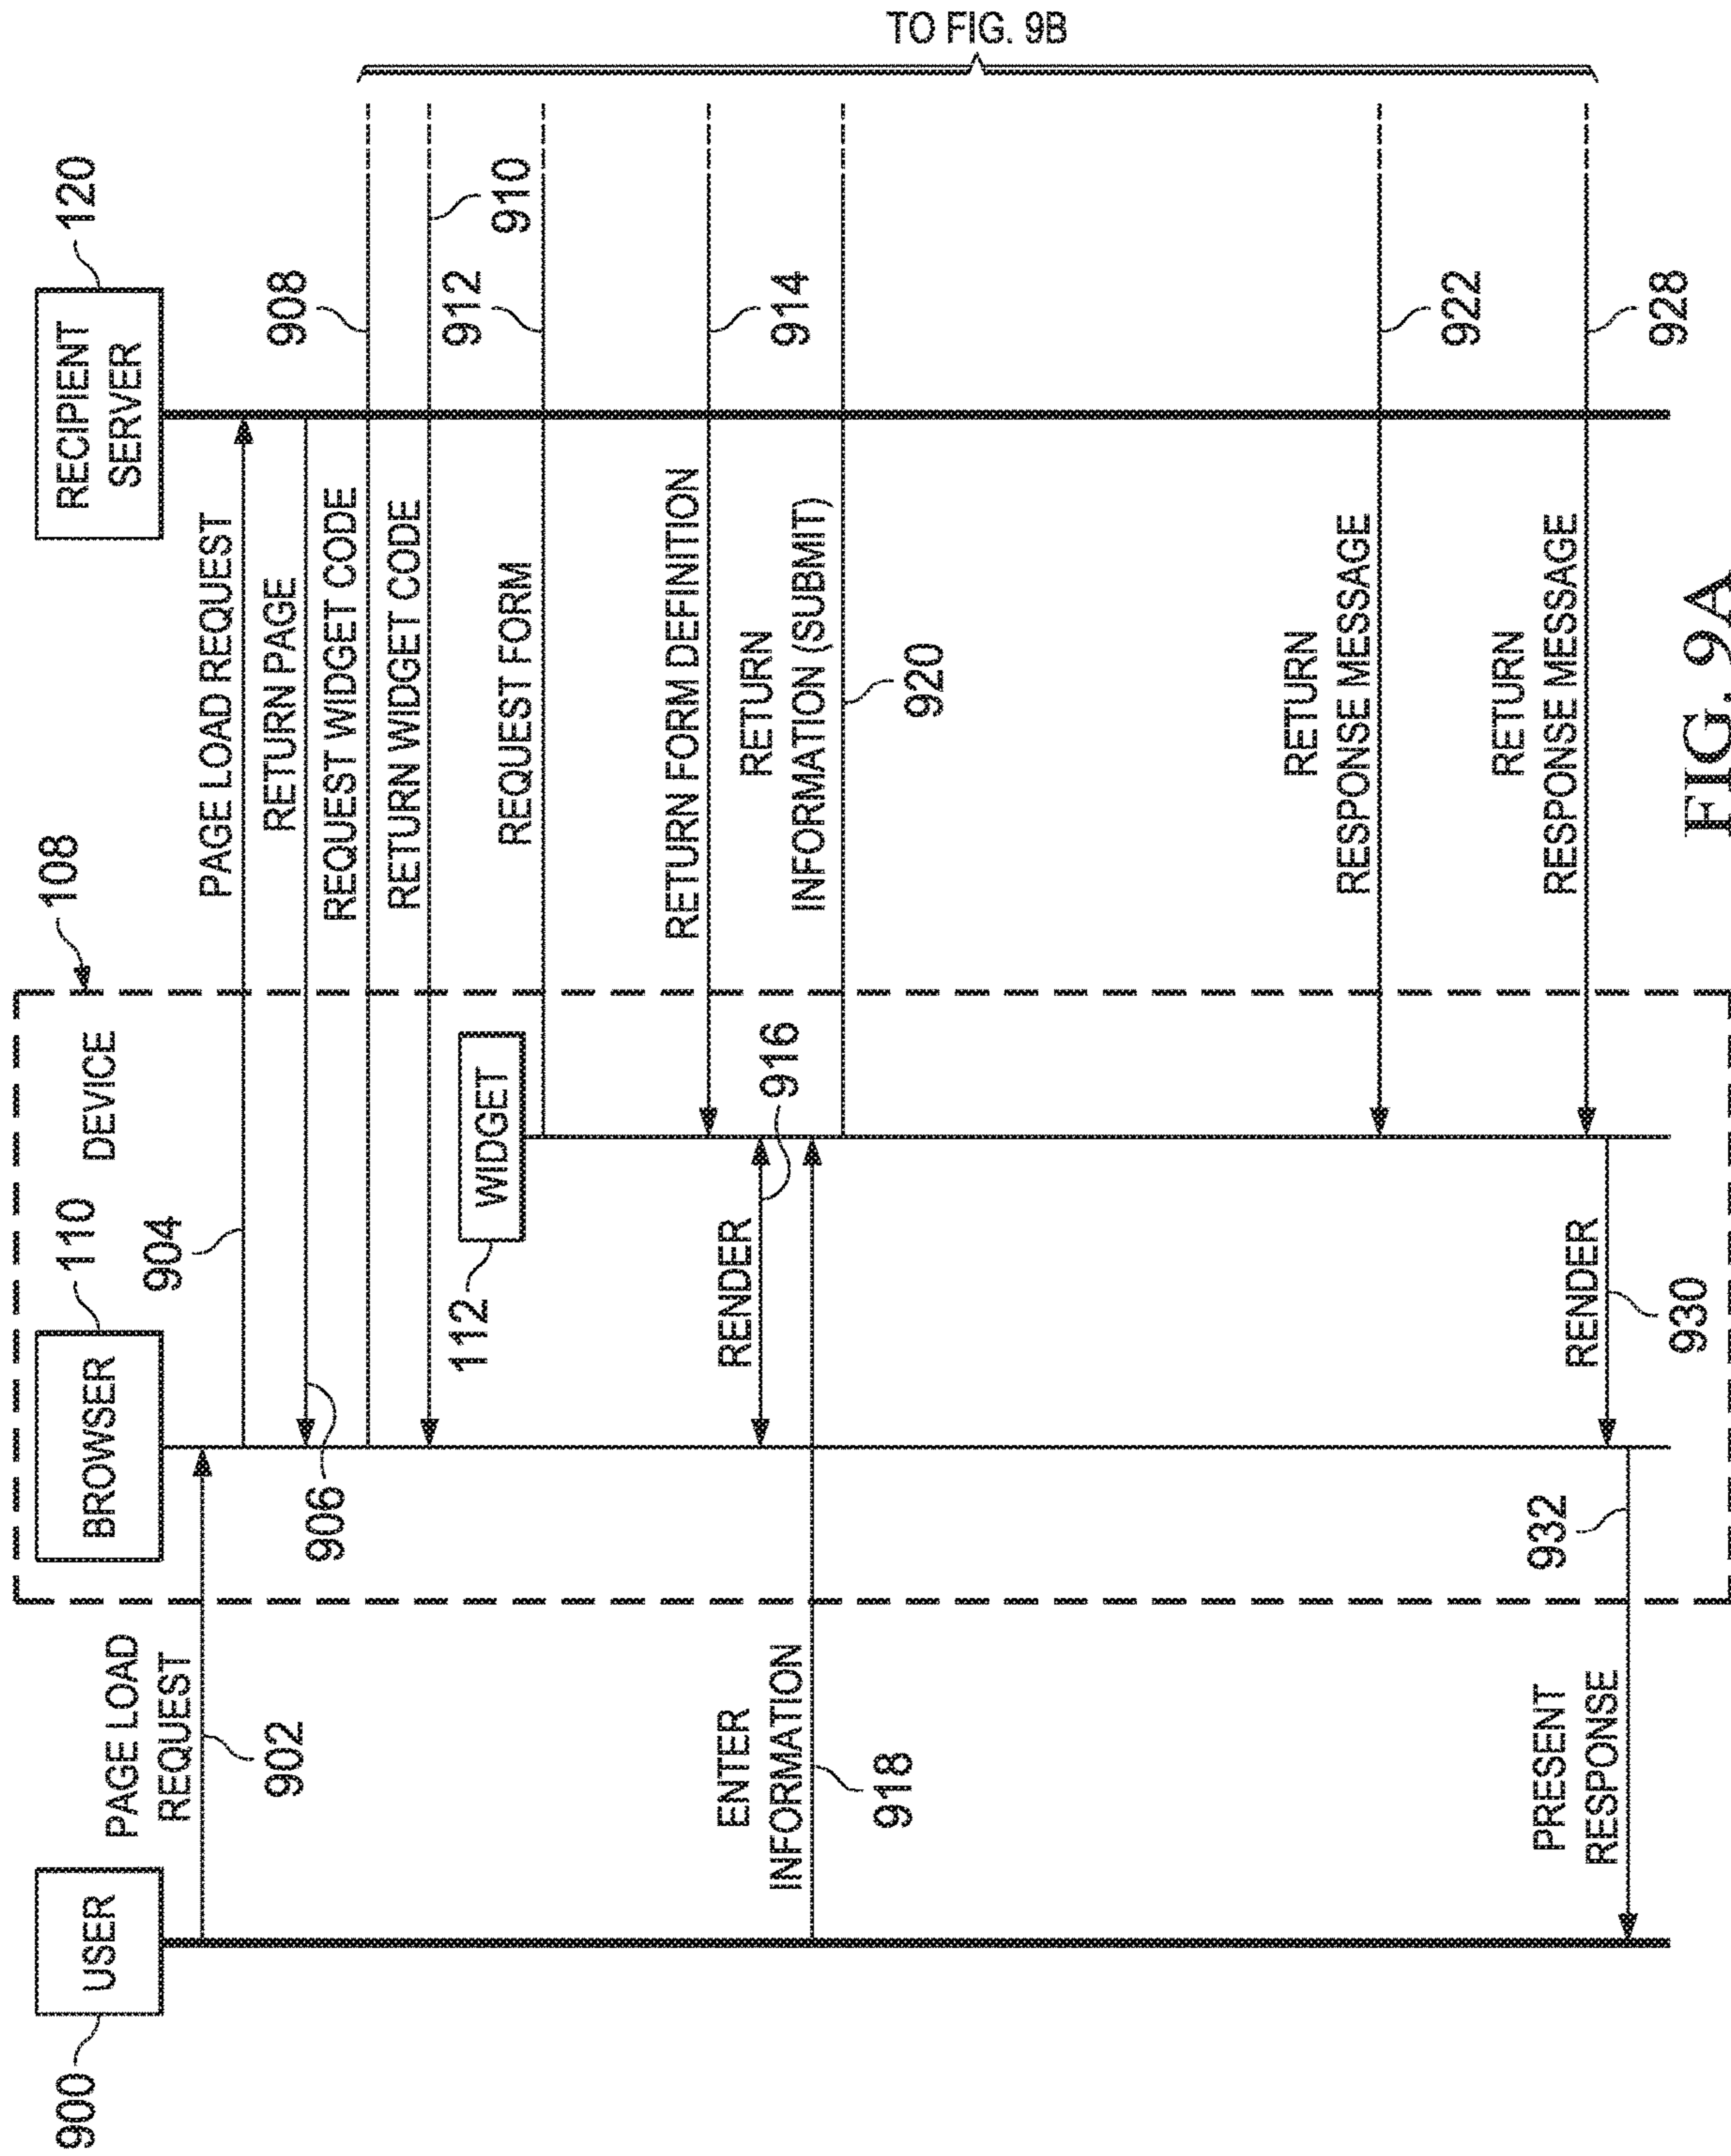 900
USER
BROWSER
110
DEVICE
108
RECIPIENT
SERVER
120
PAGE LOAD
REQUEST
902
904
PAGE LOAD REQUEST
906
RETURN PAGE
REQUEST WIDGET CODE
908
RETURN WIDGET CODE
910
112
WIDGET
REQUEST FORM
912
RETURN FORM DEFINITION
914
RENDER
916
ENTER
INFORMATION
918
RETURN
INFORMATION (SUBMIT)
920
RETURN
RESPONSE MESSAGE
922
RETURN
RESPONSE MESSAGE
928
RENDER
930
PRESENT
RESPONSE
932
TO FIG. 9B
FIG. 9A